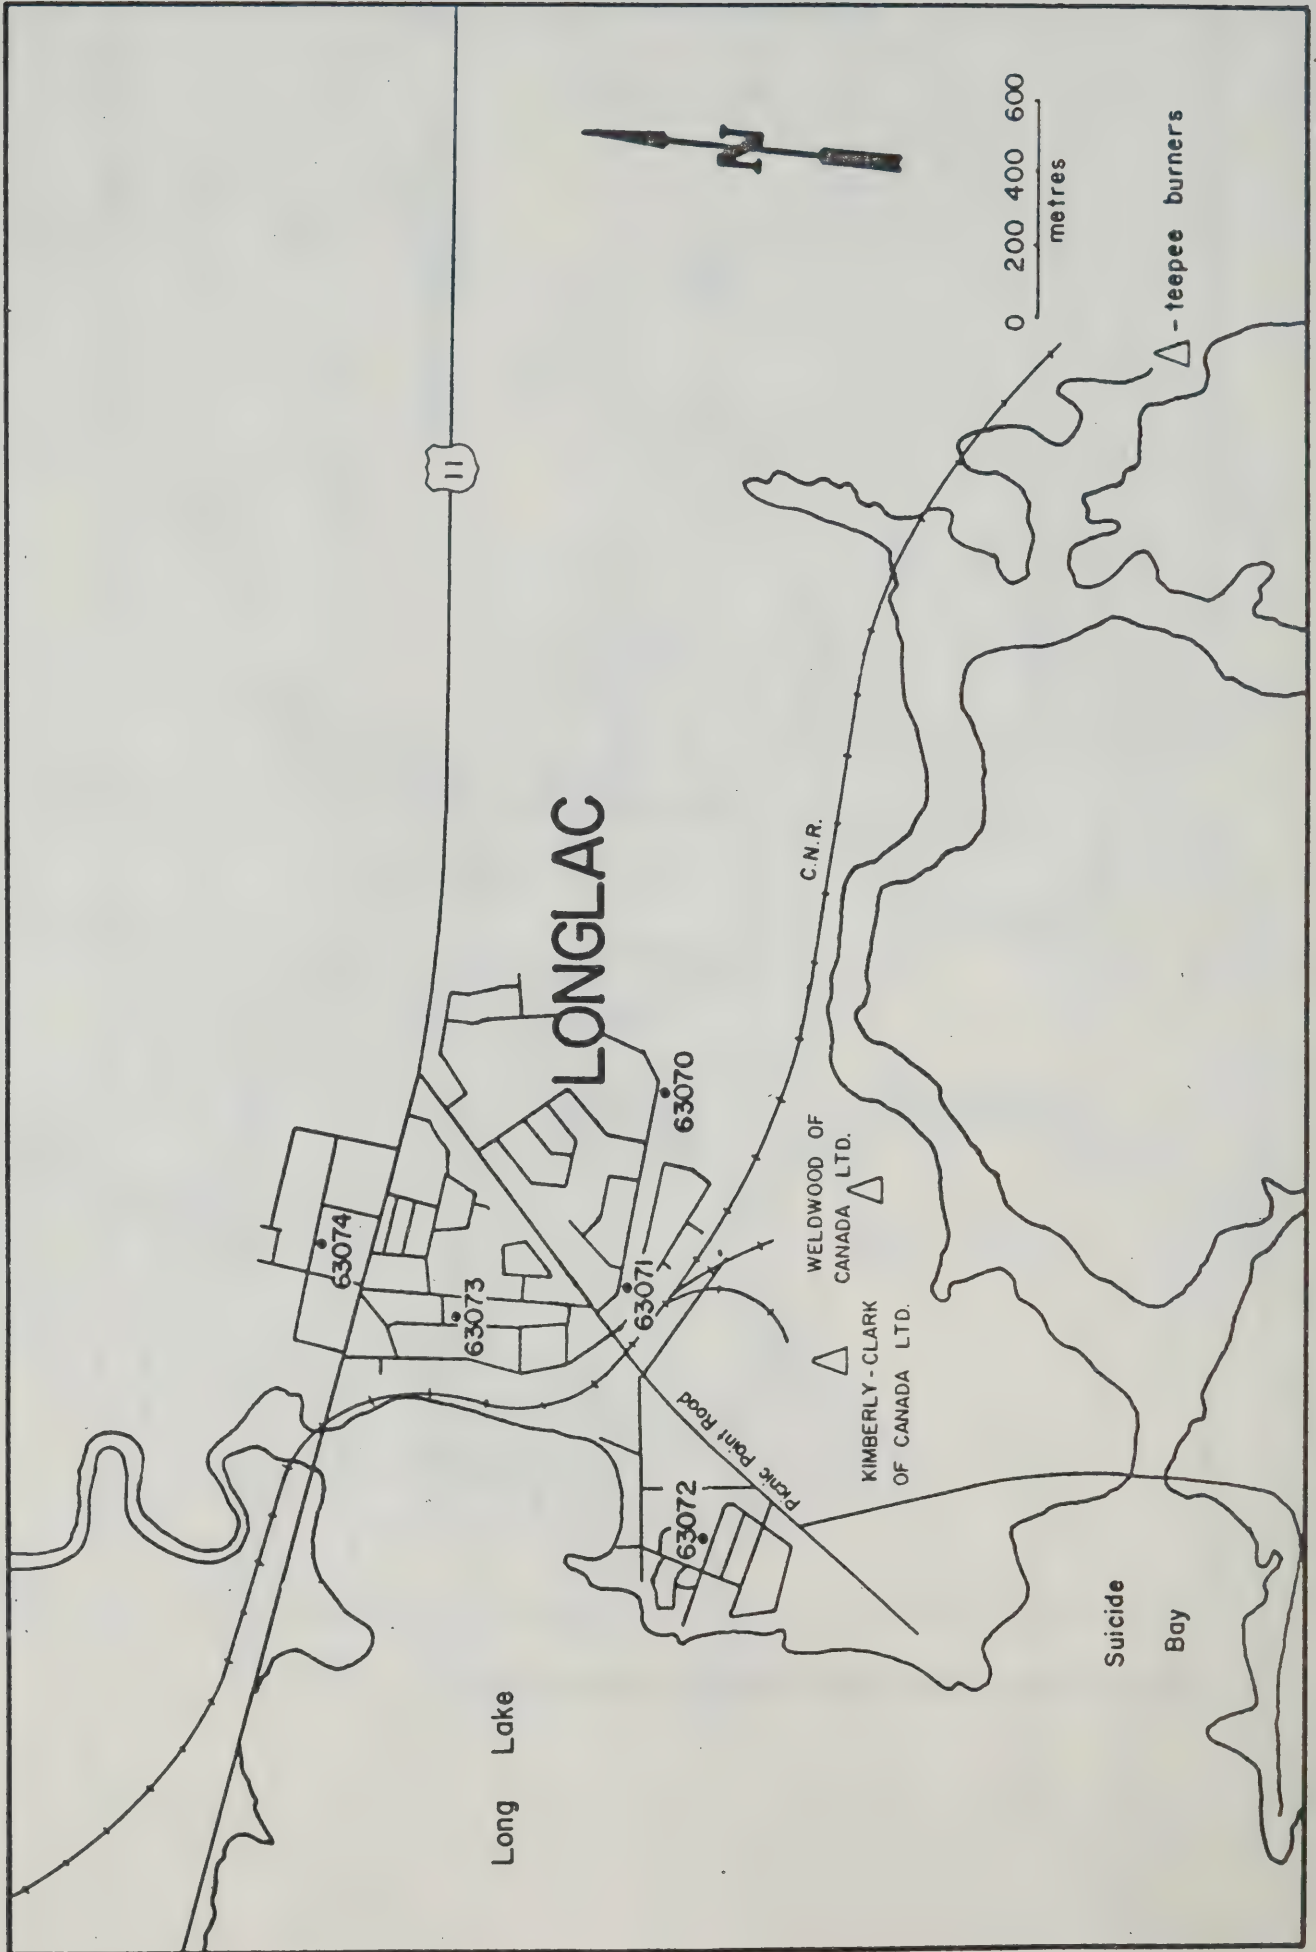 11
N
0 200 400 600
metres
△ - teepee burners
LONGLAC
63074
63073
63070
63071
63072
C.N.R.
WELDWOOD OF
CANADA LTD.
KIMBERLY-CLARK
OF CANADA LTD.
Picnic Point Road
Long Lake
Suicide
Bay